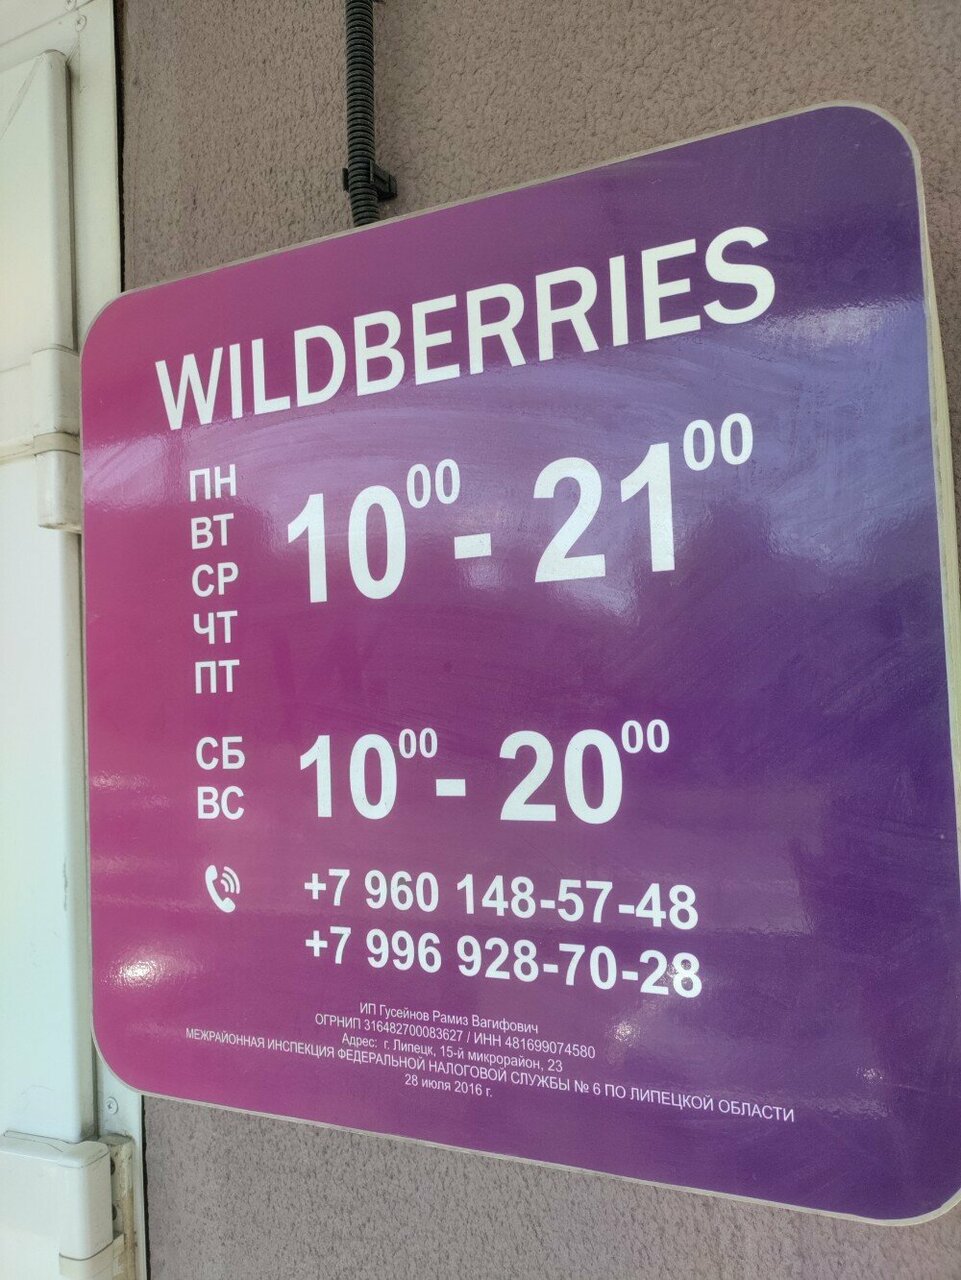 WILDBERRIES
ПН
ВТ
СР
ЧТ
ПТ
10⁰⁰ - 21⁰⁰
СБ
ВС
10⁰⁰ - 20⁰⁰
+7 960 148-57-48
+7 996 928-70-28
ИП Гусейнов Рамиз Вагифович
ОГРНИП 316482700083627 / ИНН 481699074580
Адрес: г. Липецк, 15-й микрорайон, 23
МЕЖРАЙОННАЯ ИНСПЕКЦИЯ ФЕДЕРАЛЬНОЙ НАЛОГОВОЙ СЛУЖБЫ № 6 ПО ЛИПЕЦКОЙ ОБЛАСТИ
28 июля 2016 г.